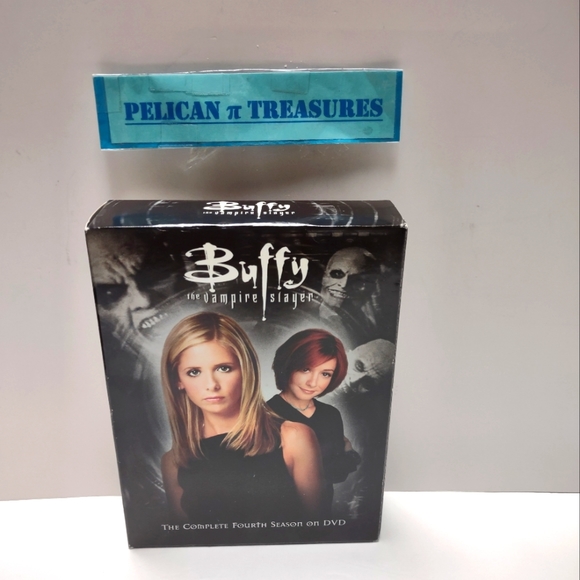 PELICAN π TREASURES
Buffy
the vampire slayer
Buffy
the vampire slayer
THE COMPLETE FOURTH SEASON ON DVD